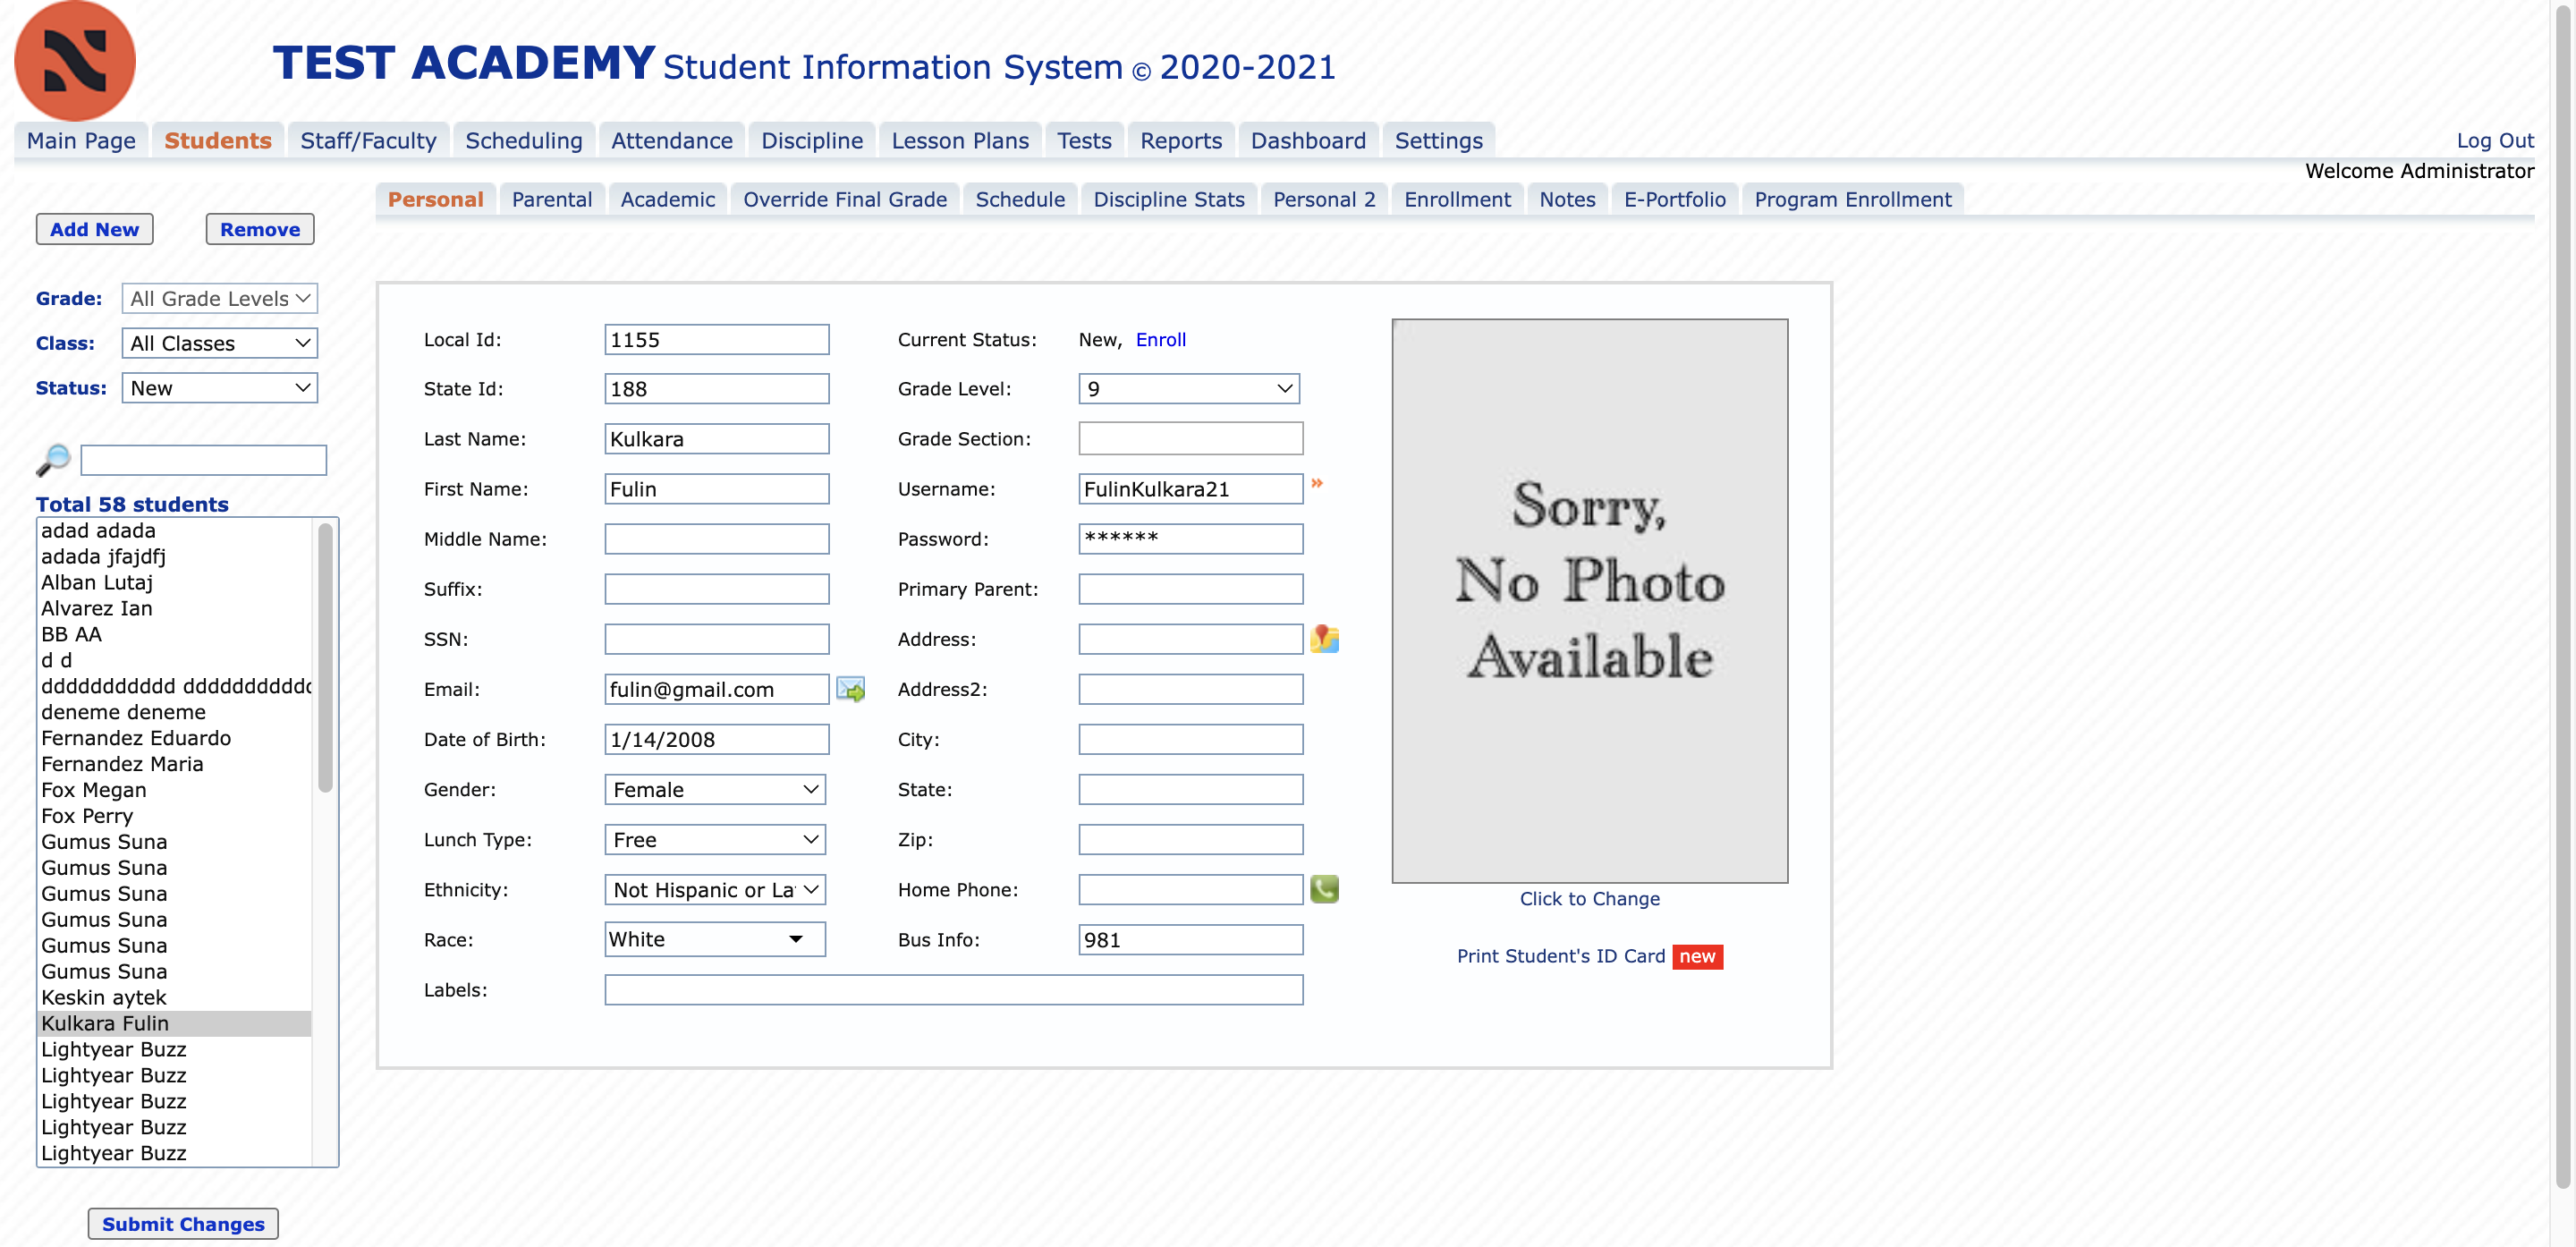 TEST ACADEMY Student Information System © 2020-2021
Main Page Students Staff/Faculty Scheduling Attendance Discipline Lesson Plans Tests Reports Dashboard Settings Log Out
Welcome Administrator
Personal Parental Academic Override Final Grade Schedule Discipline Stats Personal 2 Enrollment Notes E-Portfolio Program Enrollment
Add New Remove
Grade: All Grade Levels
Class: All Classes
Status: New
Total 58 students
adad adada
adada jfajdfj
Alban Lutaj
Alvarez Ian
BB AA
d d
ddddddddddd ddddddddddd
deneme deneme
Fernandez Eduardo
Fernandez Maria
Fox Megan
Fox Perry
Gumus Suna
Gumus Suna
Gumus Suna
Gumus Suna
Gumus Suna
Gumus Suna
Keskin aytek
Kulkara Fulin
Lightyear Buzz
Lightyear Buzz
Lightyear Buzz
Lightyear Buzz
Lightyear Buzz
Submit Changes
Local Id: 1155 Current Status: New, Enroll
State Id: 188 Grade Level: 9
Last Name: Kulkara Grade Section:
First Name: Fulin Username: FulinKulkara21 »
Middle Name: Password: ******
Suffix: Primary Parent:
SSN: Address:
Email: fulin@gmail.com Address2:
Date of Birth: 1/14/2008 City:
Gender: Female State:
Lunch Type: Free Zip:
Ethnicity: Not Hispanic or La Home Phone:
Race: White Bus Info: 981
Labels:
Sorry,
No Photo
Available
Click to Change
Print Student's ID Card new